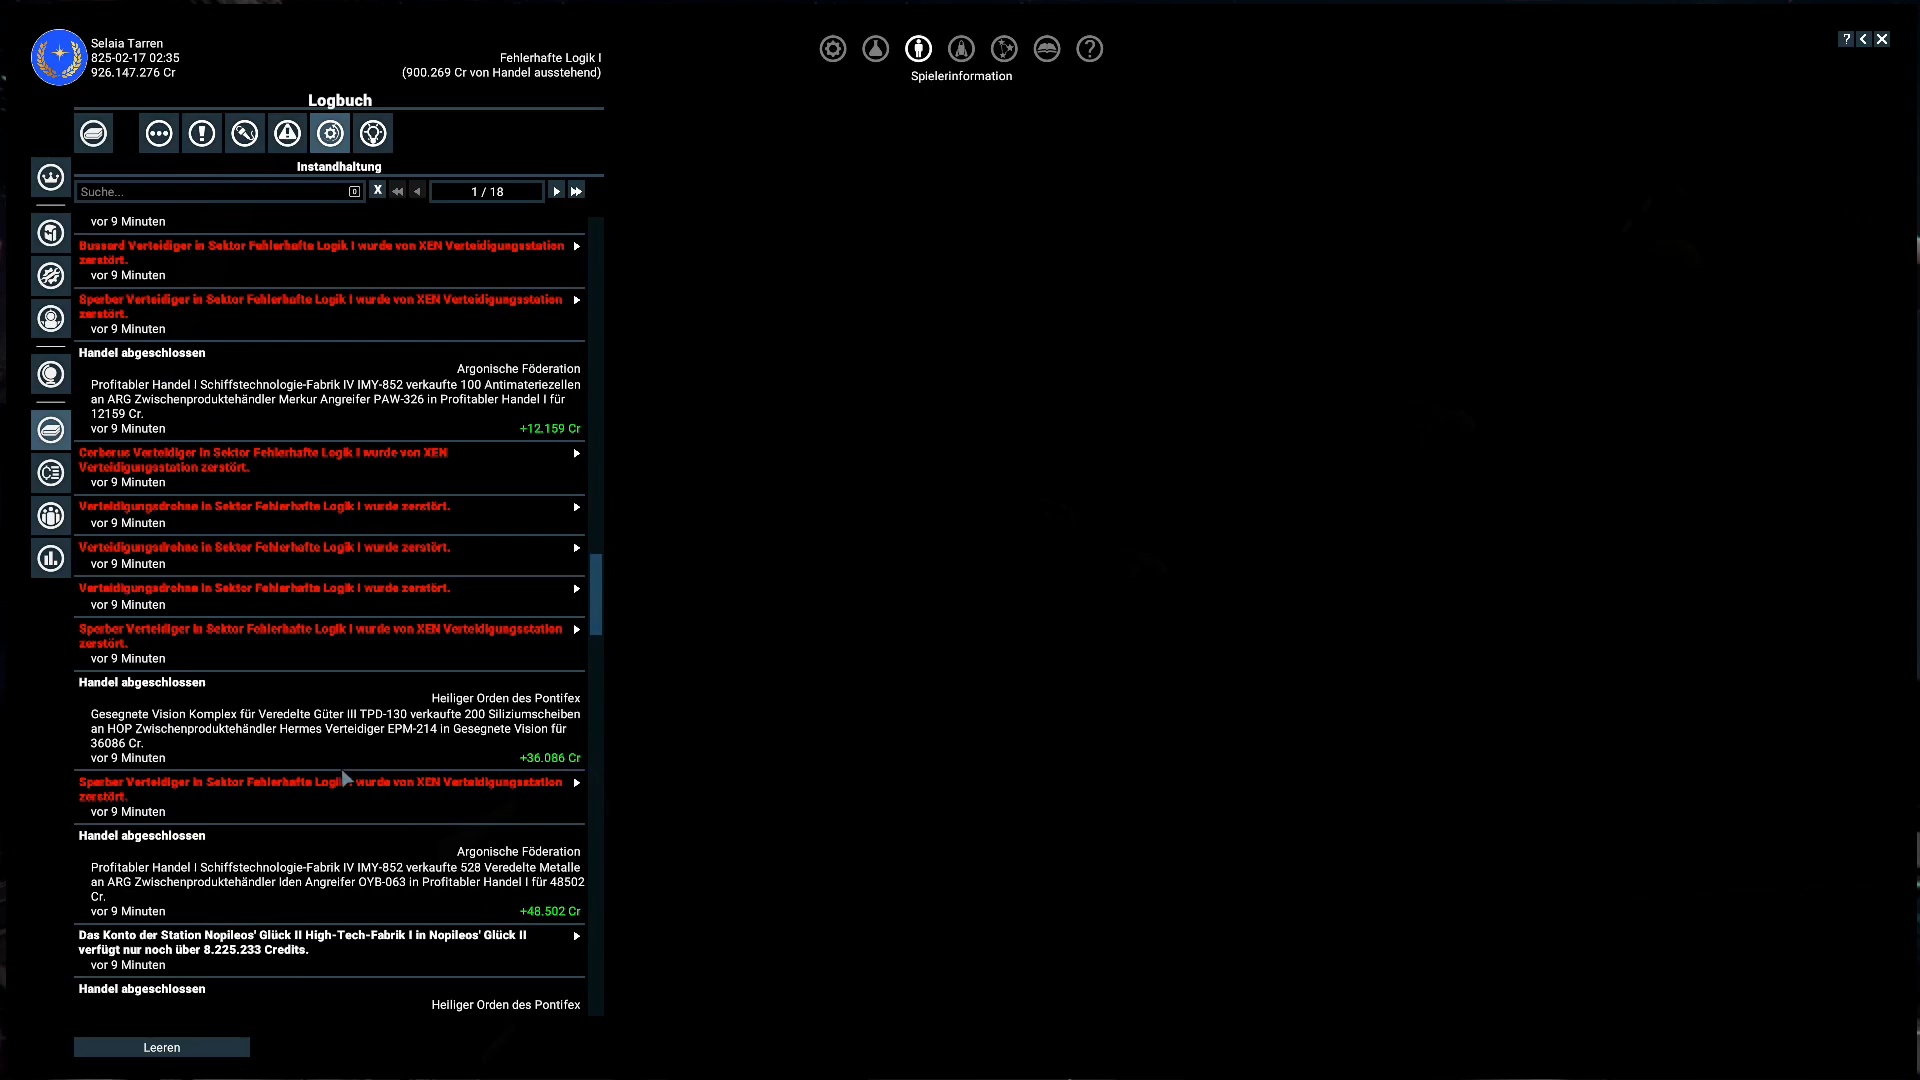 Selaia Tarren
825-02-17 02:35
926.147.276 Cr
Fehlerhafte Logik I
(900.269 Cr von Handel ausstehend)
Spielerinformation
Logbuch
Instandhaltung
Suche...
1 / 18
vor 9 Minuten
Bussard Verteidiger in Sektor Fehlerhafte Logik I wurde von XEN Verteidigungsstation
zerstört.
vor 9 Minuten
Sperber Verteidiger in Sektor Fehlerhafte Logik I wurde von XEN Verteidigungsstation
zerstört.
vor 9 Minuten
Handel abgeschlossen
Argonische Föderation
Profitabler Handel I Schiffstechnologie-Fabrik IV IMY-852 verkaufte 100 Antimateriezellen
an ARG Zwischenproduktehändler Merkur Angreifer PAW-326 in Profitabler Handel I für
12159 Cr.
vor 9 Minuten
+12.159 Cr
Cerberus Verteidiger in Sektor Fehlerhafte Logik I wurde von XEN
Verteidigungsstation zerstört.
vor 9 Minuten
Verteidigungsdrohne in Sektor Fehlerhafte Logik I wurde zerstört.
vor 9 Minuten
Verteidigungsdrohne in Sektor Fehlerhafte Logik I wurde zerstört.
vor 9 Minuten
Verteidigungsdrohne in Sektor Fehlerhafte Logik I wurde zerstört.
vor 9 Minuten
Sperber Verteidiger in Sektor Fehlerhafte Logik I wurde von XEN Verteidigungsstation
zerstört.
vor 9 Minuten
Handel abgeschlossen
Heiliger Orden des Pontifex
Gesegnete Vision Komplex für Veredelte Güter III TPD-130 verkaufte 200 Siliziumscheiben
an HOP Zwischenproduktehändler Hermes Verteidiger EPM-214 in Gesegnete Vision für
36086 Cr.
vor 9 Minuten
+36.086 Cr
Sperber Verteidiger in Sektor Fehlerhafte Logik I wurde von XEN Verteidigungsstation
zerstört.
vor 9 Minuten
Handel abgeschlossen
Argonische Föderation
Profitabler Handel I Schiffstechnologie-Fabrik IV IMY-852 verkaufte 528 Veredelte Metalle
an ARG Zwischenproduktehändler Iden Angreifer OYB-063 in Profitabler Handel I für 48502
Cr.
vor 9 Minuten
+48.502 Cr
Das Konto der Station Nopileos' Glück II High-Tech-Fabrik I in Nopileos' Glück II
verfügt nur noch über 8.225.233 Credits.
vor 9 Minuten
Handel abgeschlossen
Heiliger Orden des Pontifex
Leeren